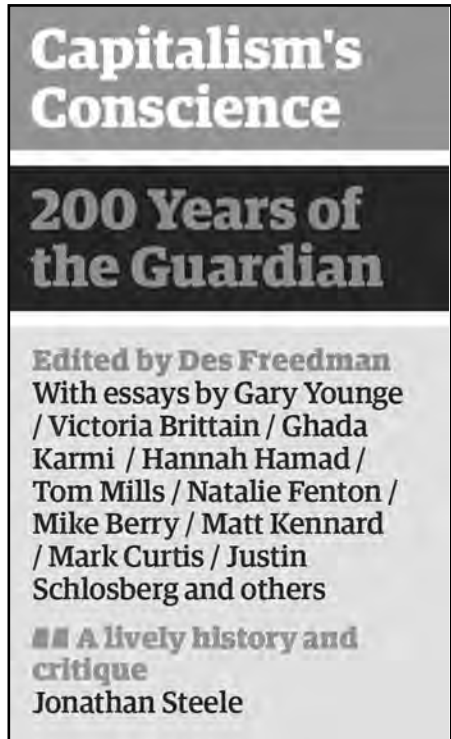 Capitalism's
Conscience
200 Years of
the Guardian
Edited by Des Freedman
With essays by Gary Younge
/ Victoria Brittain / Ghada
Karmi / Hannah Hamad /
Tom Mills / Natalie Fenton /
Mike Berry / Matt Kennard
/ Mark Curtis / Justin
Schlosberg and others
“ A lively history and
critique
Jonathan Steele